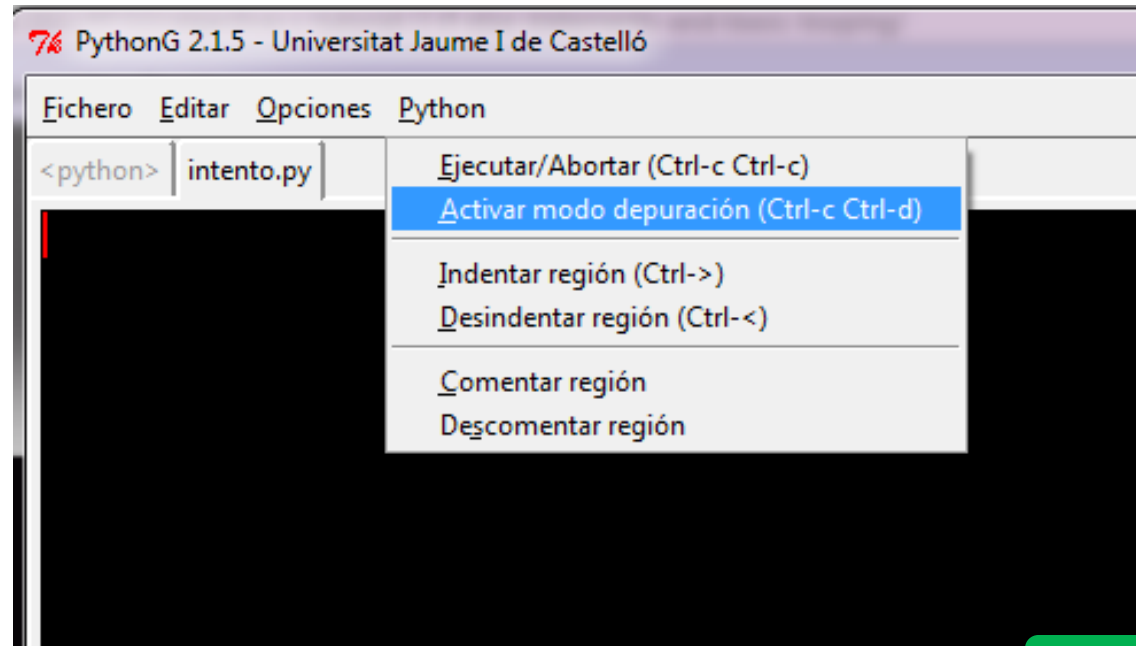 PythonG 2.1.5 - Universitat Jaume I de Castelló
Fichero Editar Opciones Python
<python> intento.py
Ejecutar/Abortar (Ctrl-c Ctrl-c)
Activar modo depuración (Ctrl-c Ctrl-d)
Indentar región (Ctrl->)
Desindentar región (Ctrl-<)
Comentar región
Descomentar región